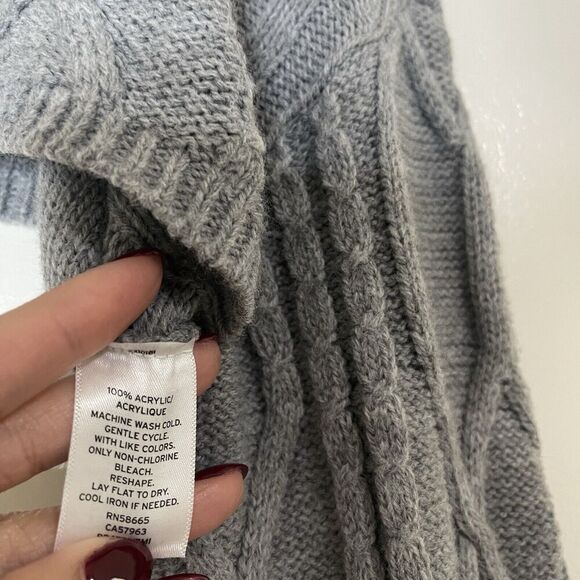 100% ACRYLIC/
ACRYLIQUE
MACHINE WASH COLD.
GENTLE CYCLE.
WITH LIKE COLORS.
ONLY NON-CHLORINE
BLEACH.
RESHAPE.
LAY FLAT TO DRY.
COOL IRON IF NEEDED.
RN58665
CA57963